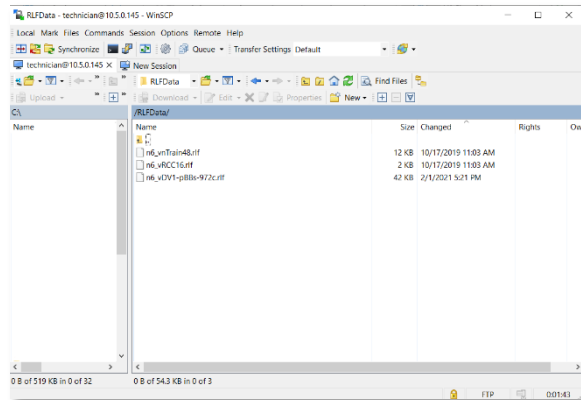 RLFData - technician@10.5.0.145 - WinSCP
Local Mark Files Commands Session Options Remote Help
Synchronize Queue Transfer Settings Default
technician@10.5.0.145 × New Session
RLFData Find Files
Upload Download Edit Properties New
C:\ /RLFData/
Name Name Size Changed Rights Ow
n6_vnTrain48.rlf 12 KB 10/17/2019 11:03 AM
n6_vRCC16.rlf 2 KB 10/17/2019 11:03 AM
n6_vDV1-pBBs-972c.rlf 42 KB 2/1/2021 5:21 PM
0 B of 519 KB in 0 of 32 0 B of 54.3 KB in 0 of 3
FTP 0:01:43